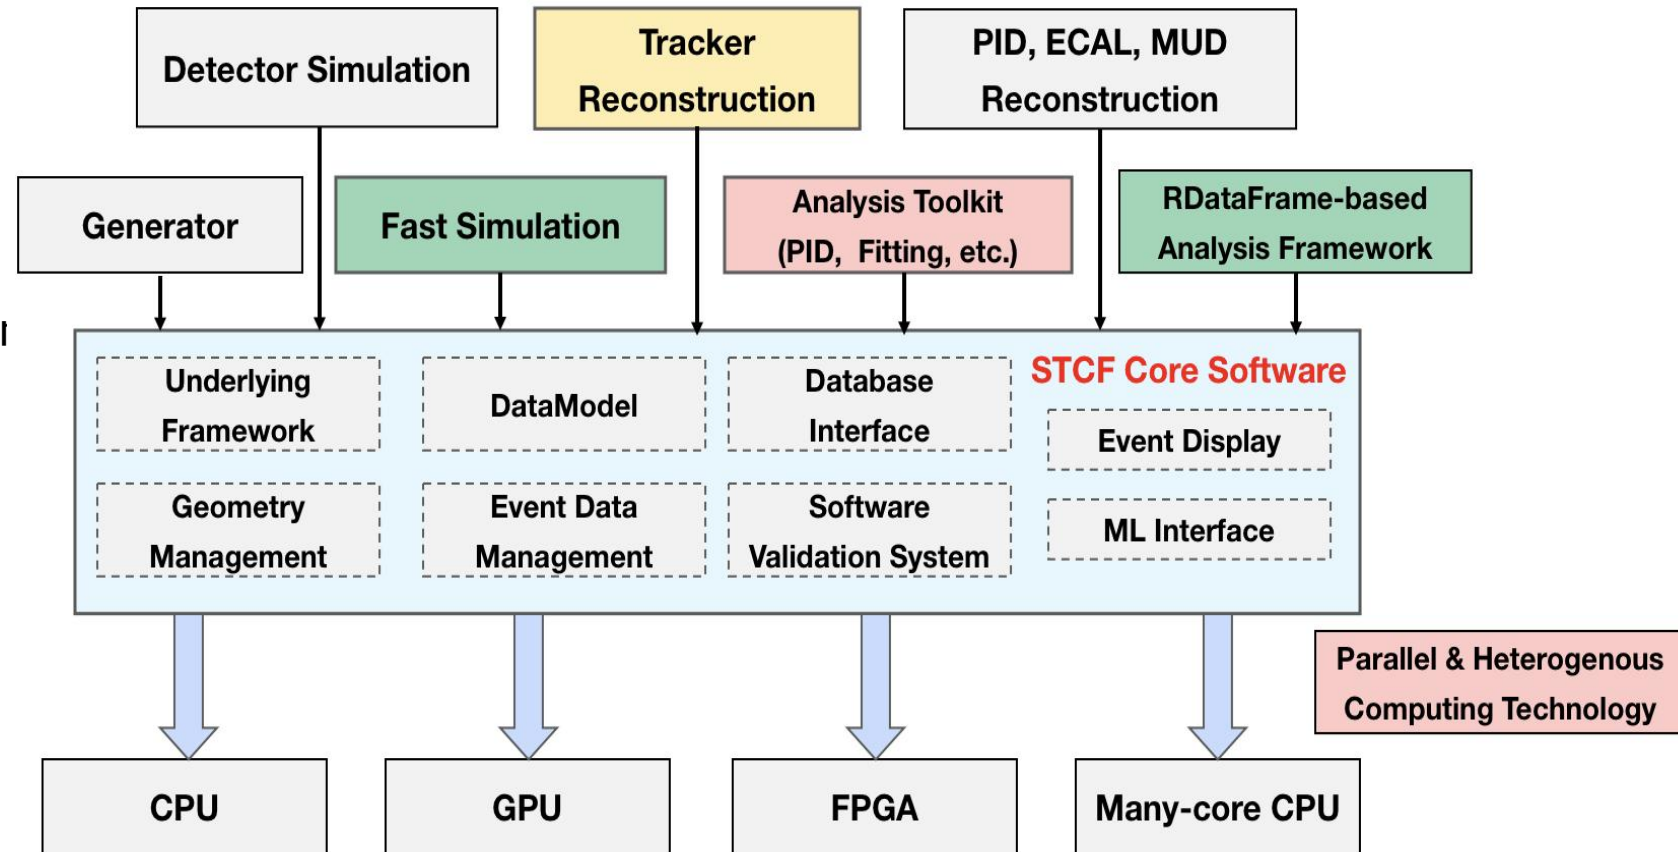 Detector Simulation
Tracker
Reconstruction
PID, ECAL, MUD
Reconstruction
Generator
Fast Simulation
Analysis Toolkit
(PID, Fitting, etc.)
RDataFrame-based
Analysis Framework
STCF Core Software
Underlying
Framework
DataModel
Database
Interface
Event Display
Geometry
Management
Event Data
Management
Software
Validation System
ML Interface
Parallel & Heterogenous
Computing Technology
CPU
GPU
FPGA
Many-core CPU